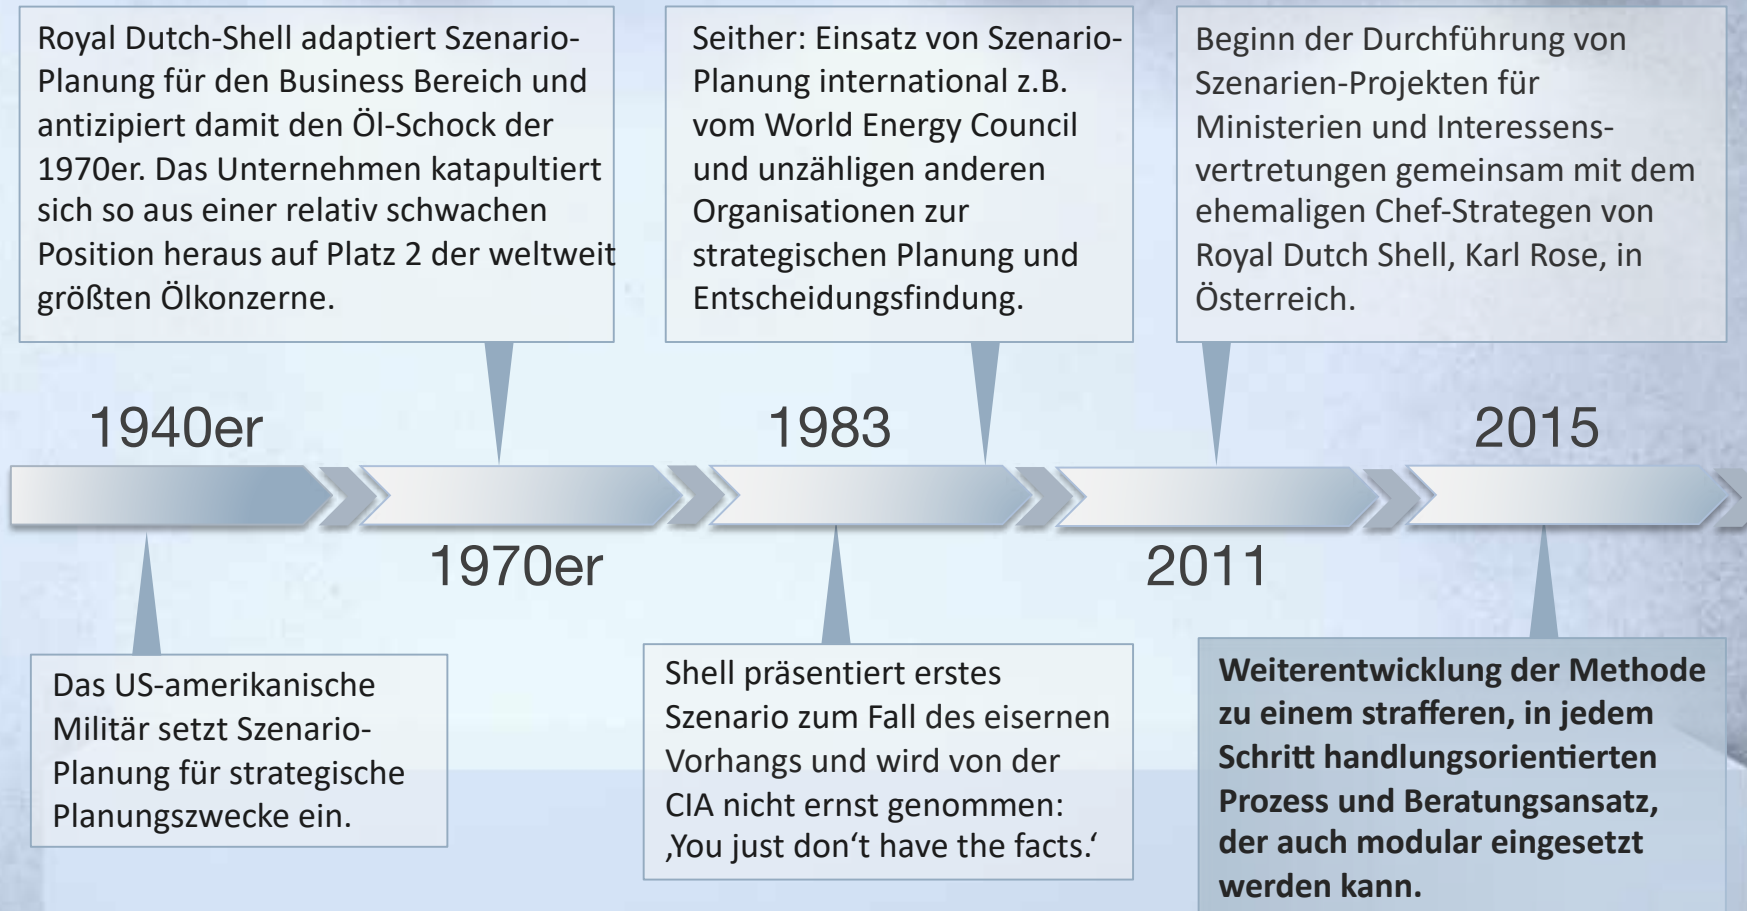 Royal Dutch-Shell adaptiert Szenario-
Planung für den Business Bereich und
antizipiert damit den Öl-Schock der
1970er. Das Unternehmen katapultiert
sich so aus einer relativ schwachen
Position heraus auf Platz 2 der weltweit
größten Ölkonzerne.
Seither: Einsatz von Szenario-
Planung international z.B.
vom World Energy Council
und unzähligen anderen
Organisationen zur
strategischen Planung und
Entscheidungsfindung.
Beginn der Durchführung von
Szenarien-Projekten für
Ministerien und Interessens-
vertretungen gemeinsam mit dem
ehemaligen Chef-Strategen von
Royal Dutch Shell, Karl Rose, in
Österreich.
1940er
1983
2015
1970er
2011
Das US-amerikanische
Militär setzt Szenario-
Planung für strategische
Planungszwecke ein.
Shell präsentiert erstes
Szenario zum Fall des eisernen
Vorhangs und wird von der
CIA nicht ernst genommen:
‚You just don‘t have the facts.‘
Weiterentwicklung der Methode
zu einem strafferen, in jedem
Schritt handlungsorientierten
Prozess und Beratungsansatz,
der auch modular eingesetzt
werden kann.